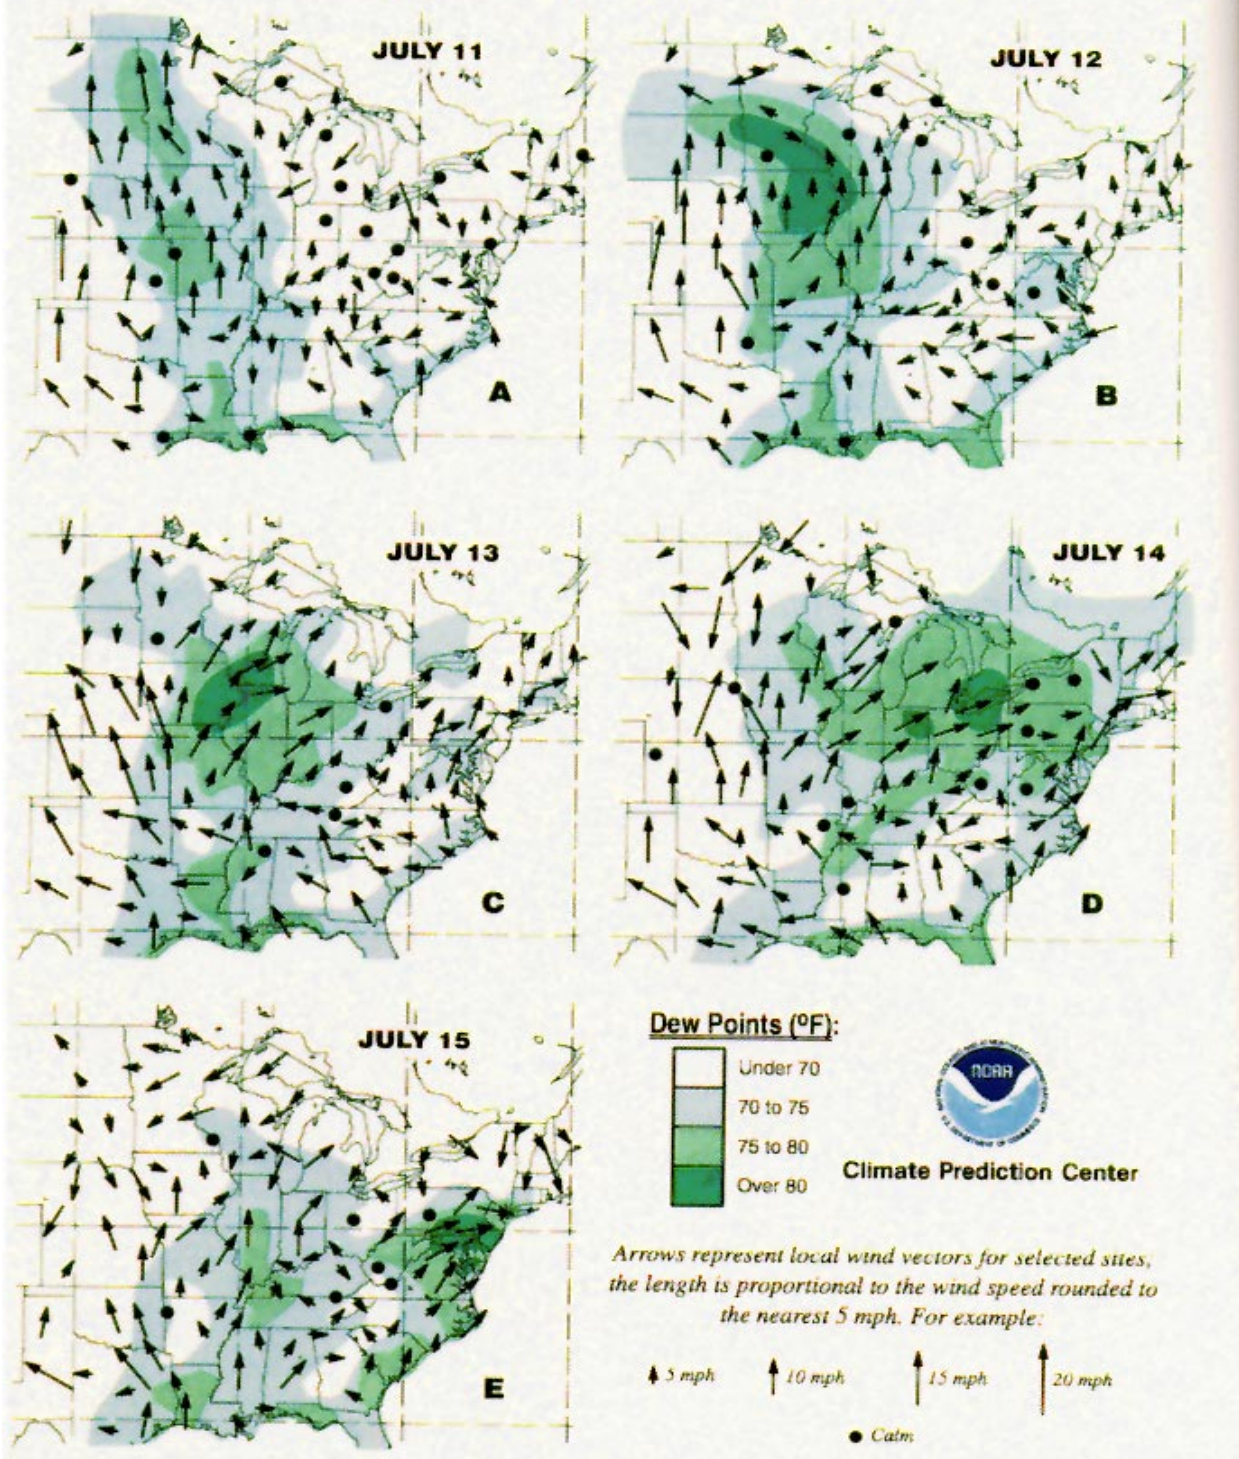 JULY 11
A
JULY 12
B
JULY 13
C
JULY 14
D
JULY 15
E
Dew Points (ºF):
Under 70
70 to 75
75 to 80
Over 80
NOAA
Climate Prediction Center
Arrows represent local wind vectors for selected sites,
the length is proportional to the wind speed rounded to
the nearest 5 mph. For example:
5 mph
10 mph
15 mph
20 mph
Calm